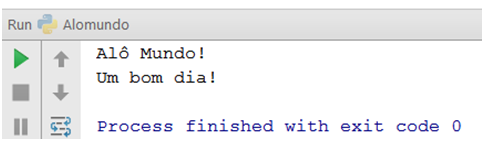 Run Alomundo
Alô Mundo!
Um bom dia!
Process finished with exit code 0